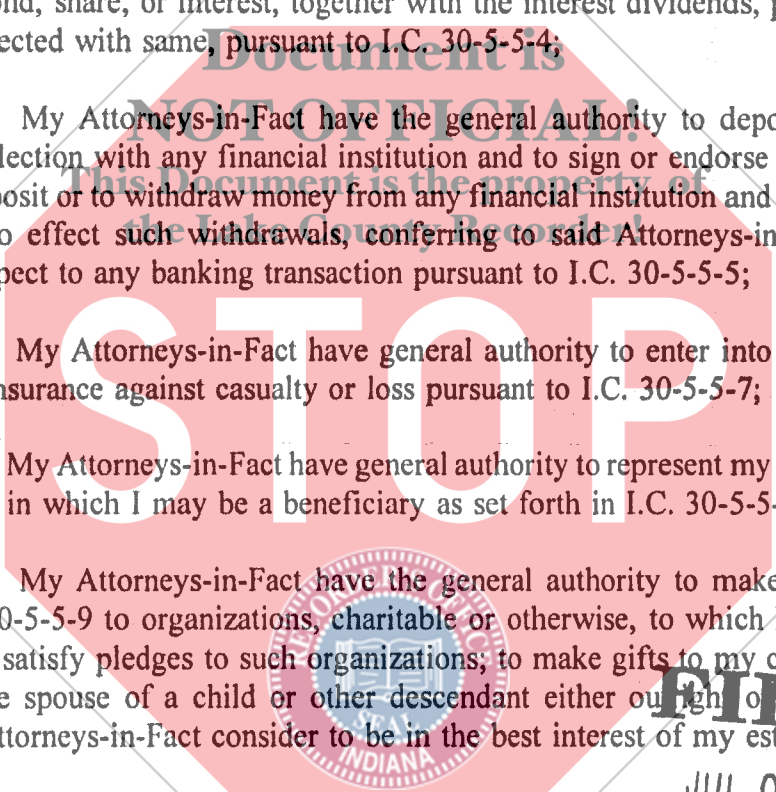 ond, share, or interest, together with the interest dividends,
ected with same, pursuant to I.C. 30-5-5-4;
Document is
NOT OFFICIAL!
My Attorneys-in-Fact have the general authority to depo
lection with any financial institution and to sign or endorse
This Document is the property of
posit or to withdraw money from any financial institution and
the Lake County Recorder!
o effect such withdrawals, conferring to said Attorneys-in
pect to any banking transaction pursuant to I.C. 30-5-5-5;
STOP
My Attorneys-in-Fact have general authority to enter into
nsurance against casualty or loss pursuant to I.C. 30-5-5-7;
My Attorneys-in-Fact have general authority to represent my
in which I may be a beneficiary as set forth in I.C. 30-5-5-
My Attorneys-in-Fact have the general authority to make
0-5-5-9 to organizations, charitable or otherwise, to which
satisfy pledges to such organizations; to make gifts to my
e spouse of a child or other descendant either outright
ttorneys-in-Fact consider to be in the best interest of my est
RECORDER OFFICE
SEAL
INDIANA
FI
JUL